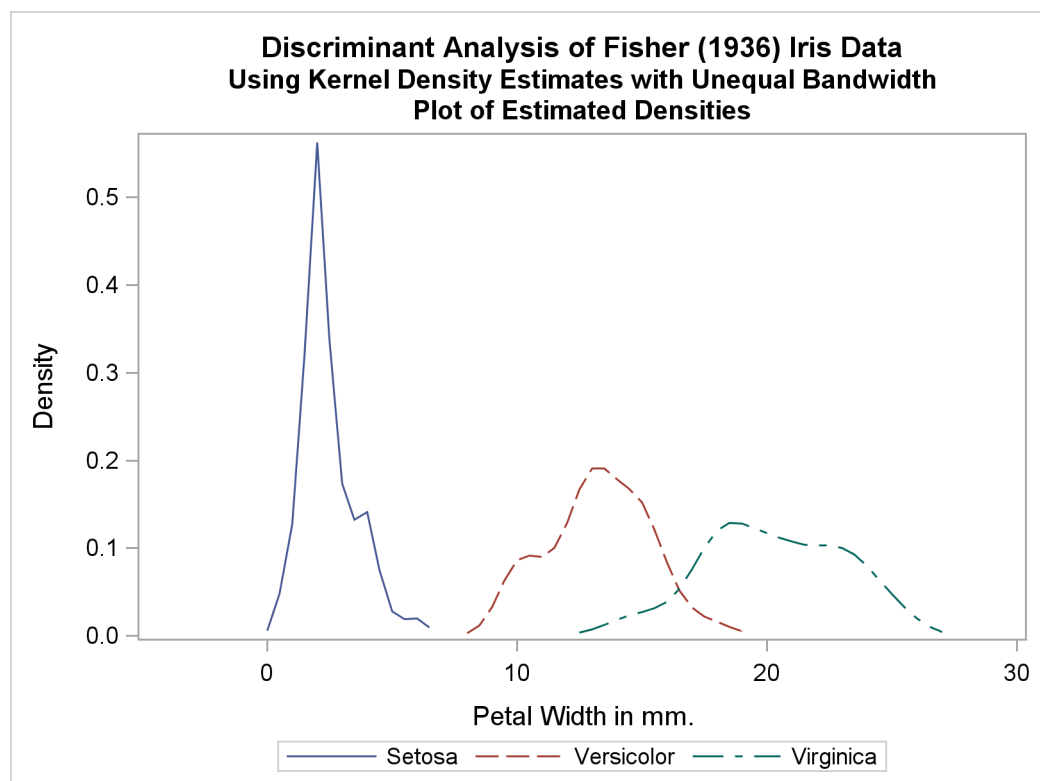 Discriminant Analysis of Fisher (1936) Iris Data
Using Kernel Density Estimates with Unequal Bandwidth
Plot of Estimated Densities
0.5
0.4
0.3
0.2
0.1
0.0
Density
0 10 20 30
Petal Width in mm.
Setosa Versicolor Virginica